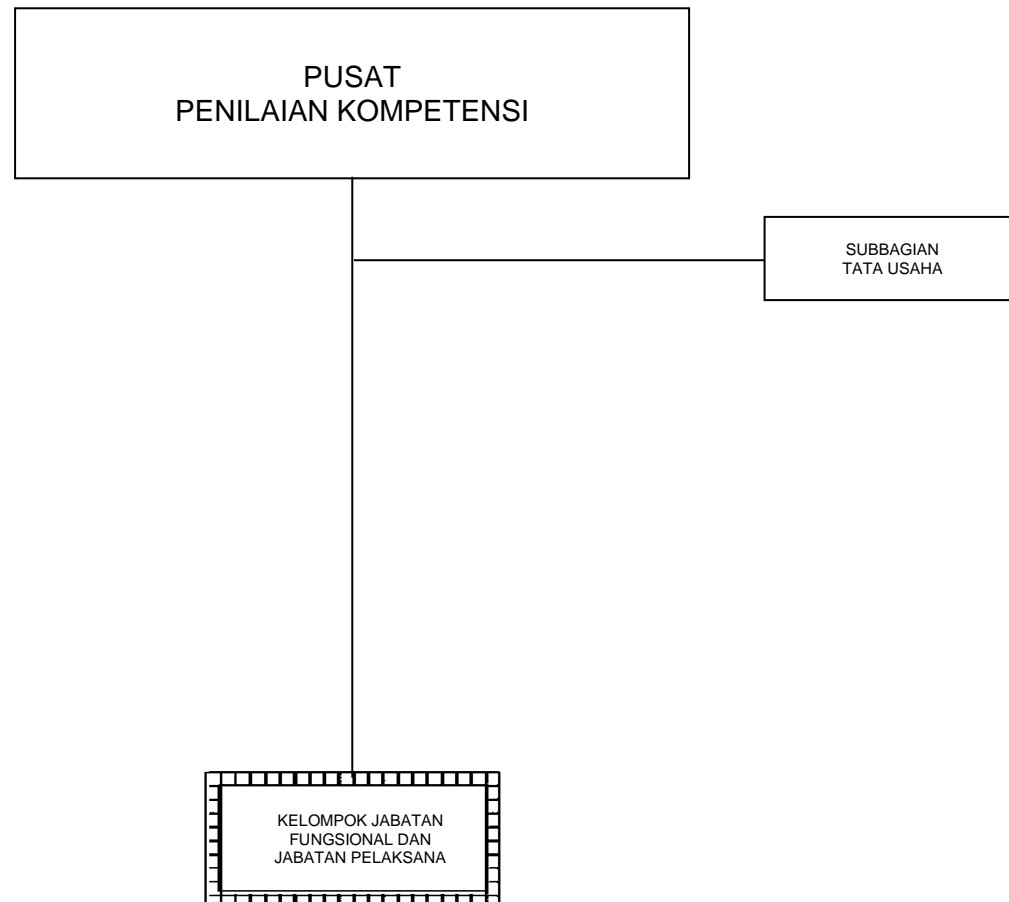 PUSAT
PENILAIAN KOMPETENSI
SUBBAGIAN
TATA USAHA
KELOMPOK JABATAN
FUNGSIONAL DAN
JABATAN PELAKSANA